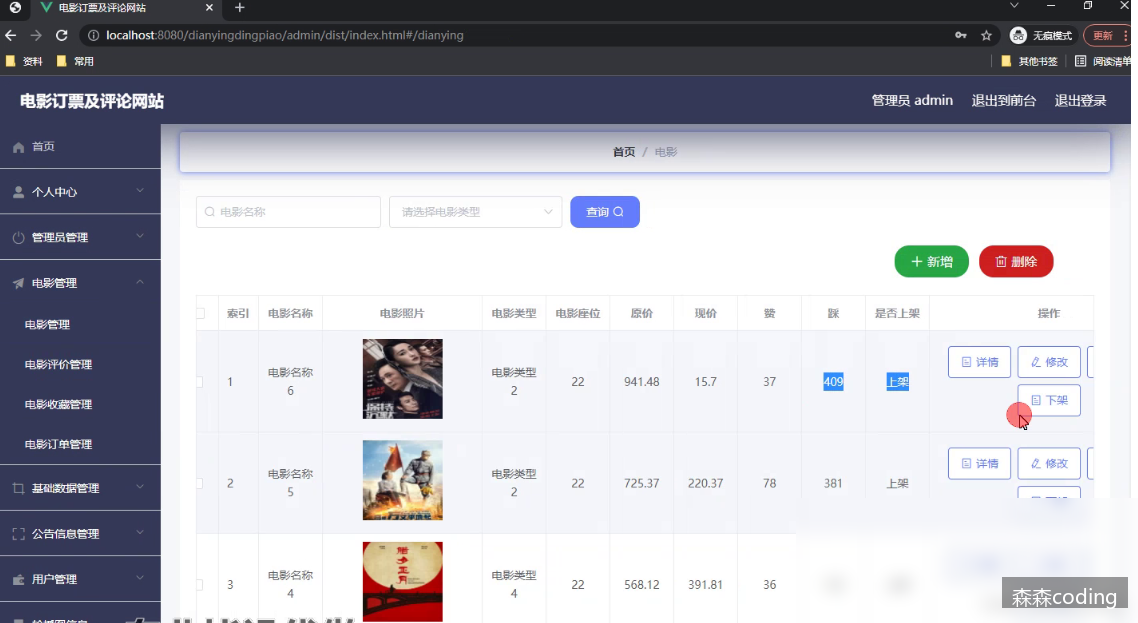 电影订票及评论网站
localhost:8080/dianyingdingpiao/admin/dist/index.html#/dianying
无痕模式
更新
资料
常用
其他书签
阅读清单
电影订票及评论网站
管理员 admin
退出到前台
退出登录
首页
个人中心
管理员管理
电影管理
电影管理
电影评价管理
电影收藏管理
电影订单管理
基础数据管理
公告信息管理
用户管理
首页 / 电影
电影名称
请选择电影类型
查询
新增
删除
索引 电影名称 电影照片 电影类型 电影座位 原价 现价 赞 踩 是否上架 操作
1 电影名称6 电影类型2 22 941.48 15.7 37 409 上架 详情 修改
下架
2 电影名称5 电影类型2 22 725.37 220.37 78 381 上架 详情 修改
3 电影名称4 电影类型4 22 568.12 391.81 36
森森coding